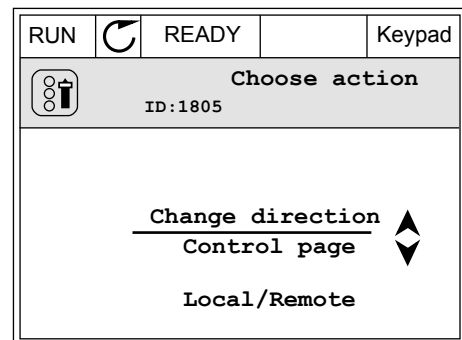 RUN READY Keypad
Choose action
ID:1805
Change direction
Control page
Local/Remote